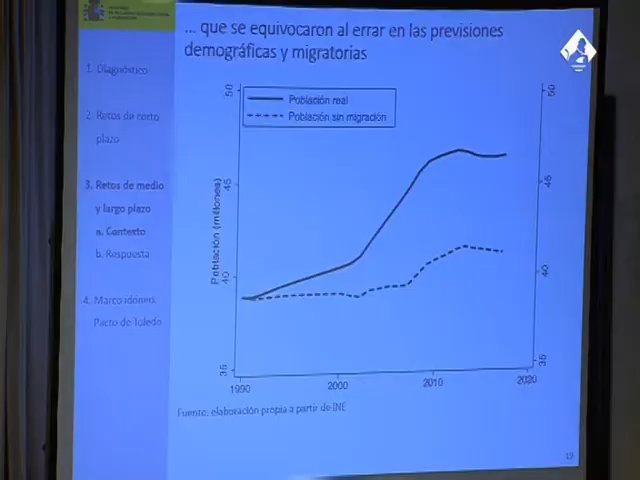 ... que se equivocaron al errar en las previsiones
demográficas y migratorias
1. Diagnóstico
2. Retos de corto
plazo
3. Retos de medio
y largo plazo
a. Contexto
b. Respuesta
4. Marco idóneo:
Pacto de Toledo
Población real
Población sin migración
Población (millones)
50
45
40
35
50
45
40
35
1990
2000
2010
2020
Fuente: elaboración propia a partir de INE
19